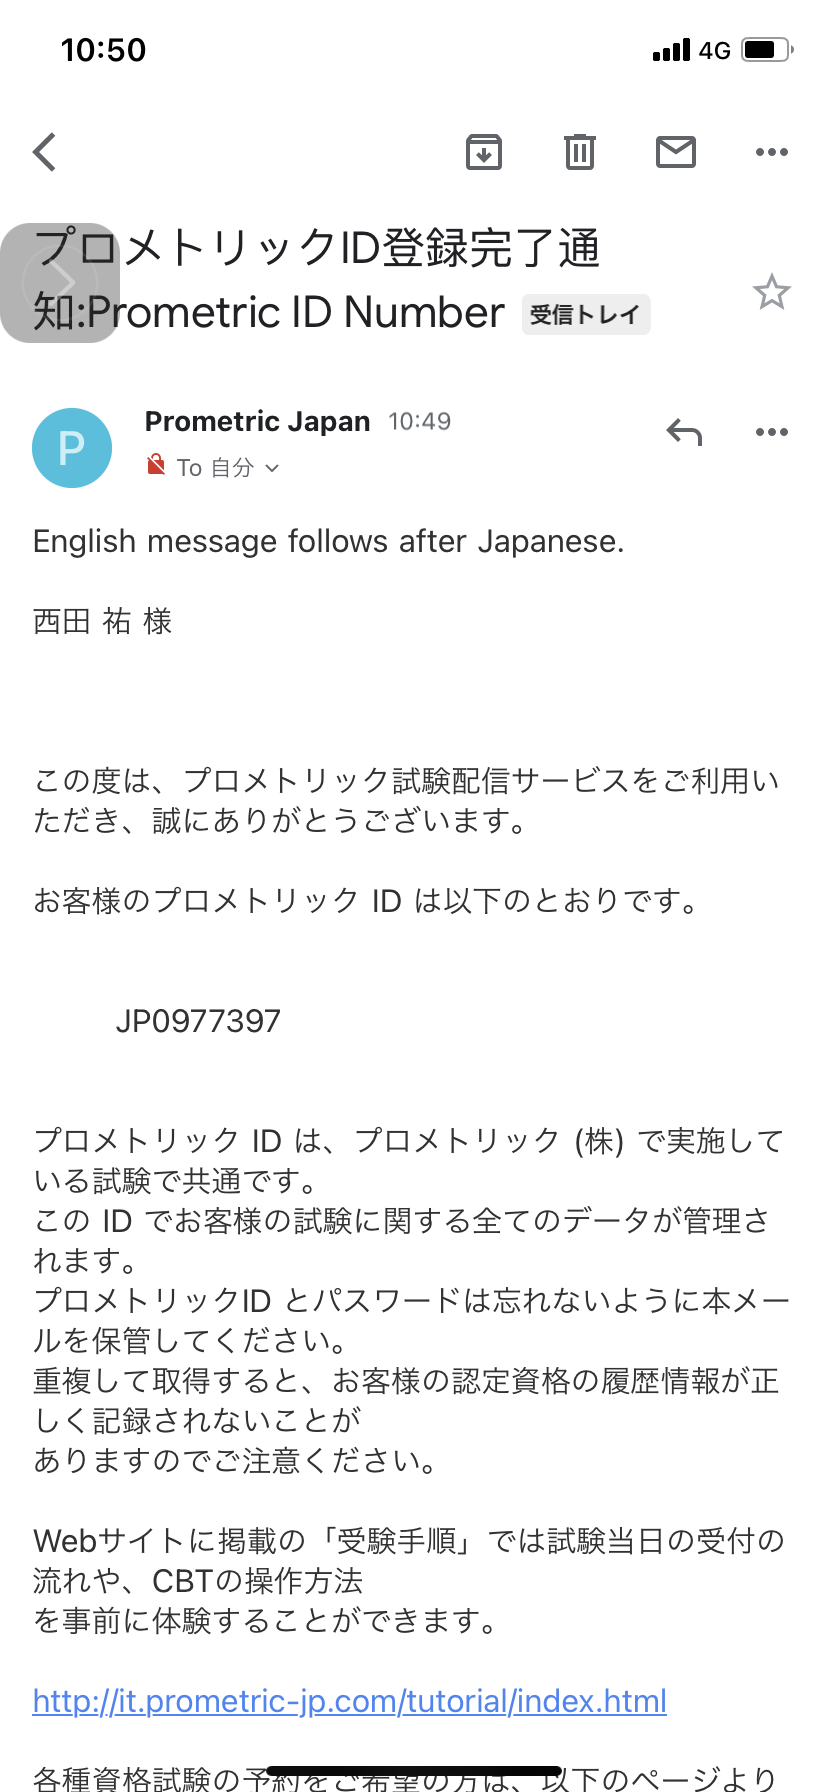 10:50
4G
プロメトリックID登録完了通
知:Prometric ID Number 受信トレイ
P
Prometric Japan 10:49
To 自分
English message follows after Japanese.
西田 祐 様
この度は、プロメトリック試験配信サービスをご利用い
ただき、誠にありがとうございます。
お客様のプロメトリック ID は以下のとおりです。
JP0977397
プロメトリック ID は、プロメトリック (株) で実施して
いる試験で共通です。
この ID でお客様の試験に関する全てのデータが管理さ
れます。
プロメトリックID とパスワードは忘れないように本メー
ルを保管してください。
重複して取得すると、お客様の認定資格の履歴情報が正
しく記録されないことが
ありますのでご注意ください。
Webサイトに掲載の「受験手順」では試験当日の受付の
流れや、CBTの操作方法
を事前に体験することができます。
http://it.prometric-jp.com/tutorial/index.html
各種資格試験の予約をご希望の方は、以下のページより